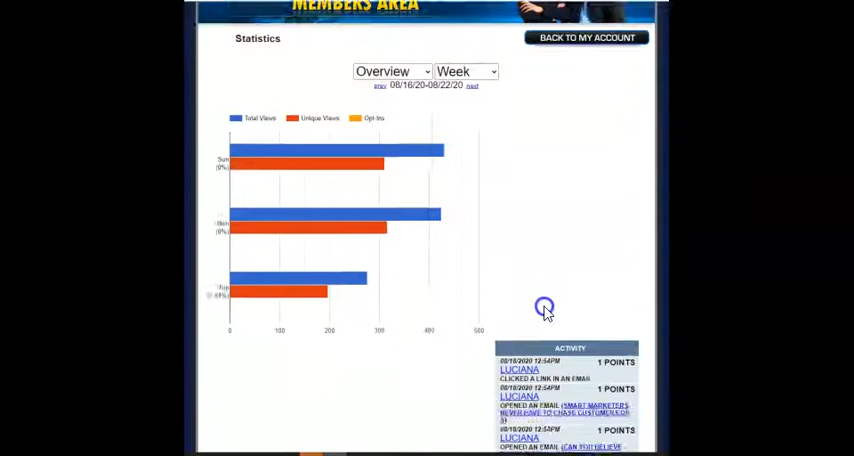 MEMBERS AREA
Statistics
BACK TO MY ACCOUNT
Overview Week
prev 08/16/20-08/22/20 next
Total Views Unique Views Opt-Ins
Sun
(0%)
Mon
(0%)
Tue
0 100 200 300 400 500
ACTIVITY
08/18/2020 12:54PM 1 POINTS
LUCIANA
CLICKED A LINK IN AN EMAIL
08/18/2020 12:54PM 1 POINTS
LUCIANA
OPENED AN EMAIL (SMART MARKETERS
NEVER HAVE TO CHASE CUSTOMERS OR
08/18/2020 12:54PM 1 POINTS
LUCIANA
OPENED AN EMAIL (CAN YOU BELIEVE